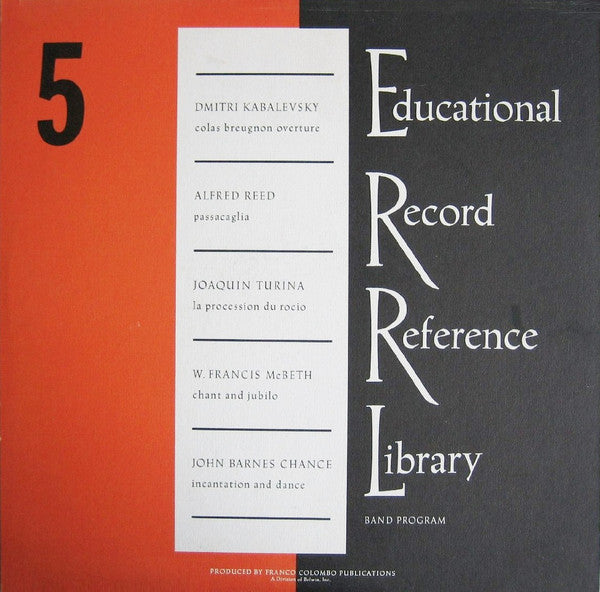 5
DMITRI KABALEVSKY
colas breugnon overture
ALFRED REED
passacaglia
JOAQUIN TURINA
la procession du rocio
W. FRANCIS McBETH
chant and jubilo
JOHN BARNES CHANCE
incantation and dance
Educational
Record
Reference
Library
BAND PROGRAM
PRODUCED BY FRANCO COLOMBO PUBLICATIONS
A Division of Belwin, Inc.